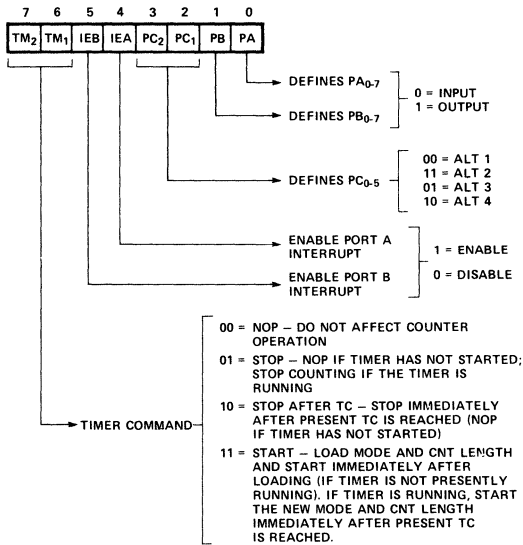 7 6 5 4 3 2 1 0
TM2 TM1 IEB IEA PC2 PC1 PB PA
DEFINES PA0-7
0 = INPUT
1 = OUTPUT
DEFINES PB0-7
DEFINES PC0-5
00 = ALT 1
11 = ALT 2
01 = ALT 3
10 = ALT 4
ENABLE PORT A
INTERRUPT
1 = ENABLE
0 = DISABLE
ENABLE PORT B
INTERRUPT
TIMER COMMAND
00 = NOP – DO NOT AFFECT COUNTER
OPERATION
01 = STOP – NOP IF TIMER HAS NOT STARTED;
STOP COUNTING IF THE TIMER IS
RUNNING
10 = STOP AFTER TC – STOP IMMEDIATELY
AFTER PRESENT TC IS REACHED (NOP
IF TIMER HAS NOT STARTED)
11 = START – LOAD MODE AND CNT LENGTH
AND START IMMEDIATELY AFTER
LOADING (IF TIMER IS NOT PRESENTLY
RUNNING). IF TIMER IS RUNNING, START
THE NEW MODE AND CNT LENGTH
IMMEDIATELY AFTER PRESENT TC
IS REACHED.